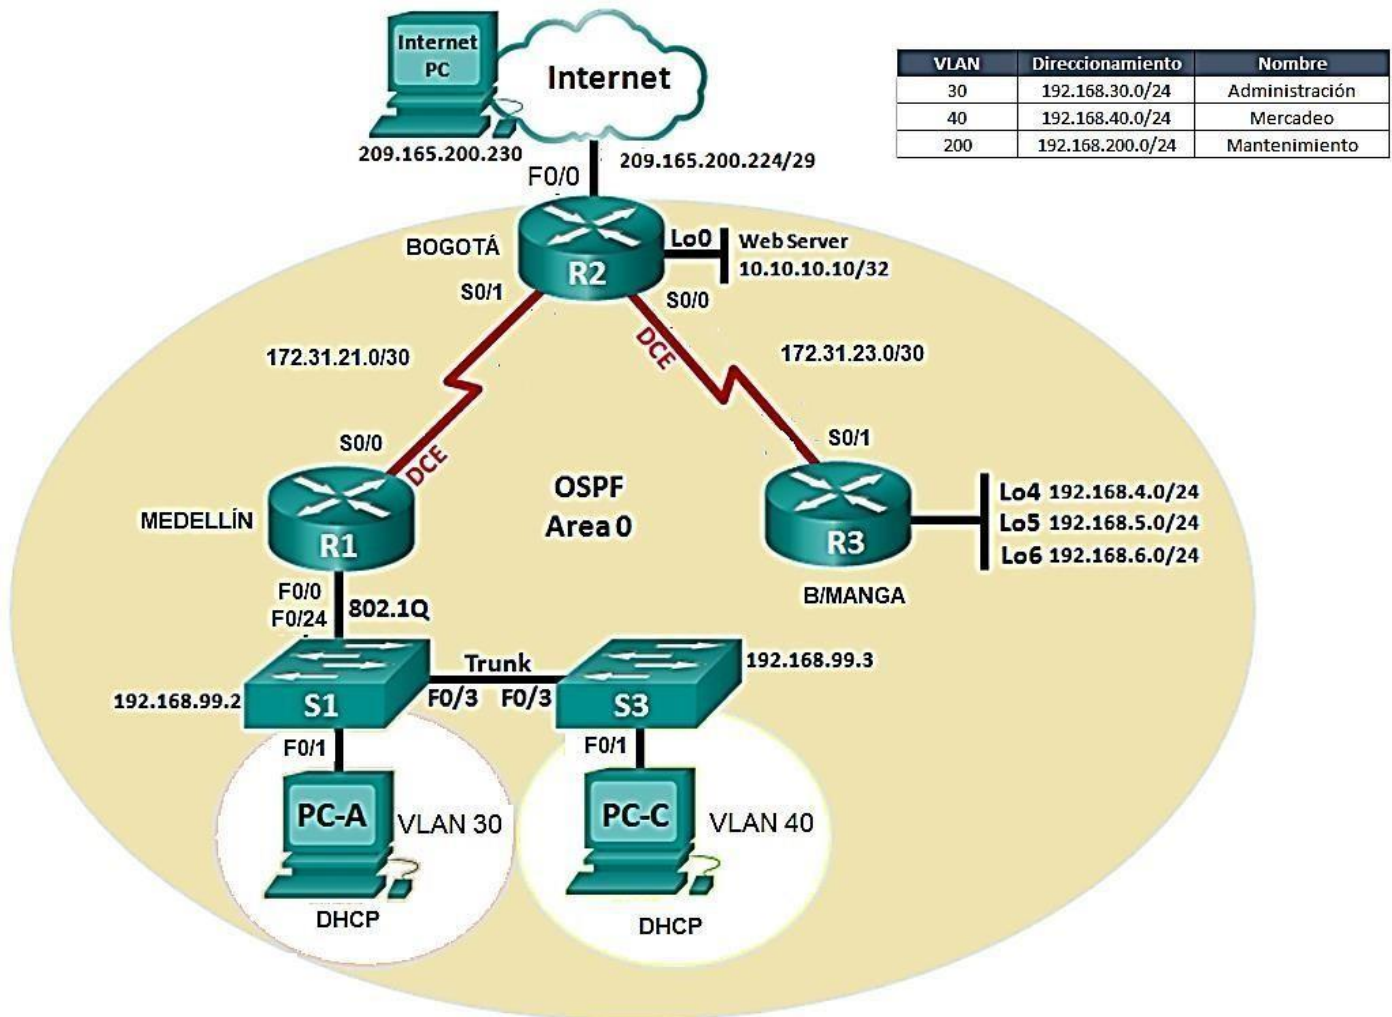 Internet
PC
Internet
209.165.200.230
209.165.200.224/29
F0/0
VLAN Direccionamiento Nombre
30 192.168.30.0/24 Administración
40 192.168.40.0/24 Mercadeo
200 192.168.200.0/24 Mantenimiento
BOGOTÁ
R2
Lo0
Web Server
10.10.10.10/32
S0/1
S0/0
DCE
172.31.21.0/30
172.31.23.0/30
S0/0
DCE
S0/1
OSPF
Area 0
MEDELLÍN
R1
R3
B/MANGA
Lo4 192.168.4.0/24
Lo5 192.168.5.0/24
Lo6 192.168.6.0/24
F0/0
F0/24
802.1Q
Trunk
F0/3 F0/3
192.168.99.2
S1
S3
192.168.99.3
F0/1
F0/1
PC-A
VLAN 30
DHCP
PC-C
VLAN 40
DHCP